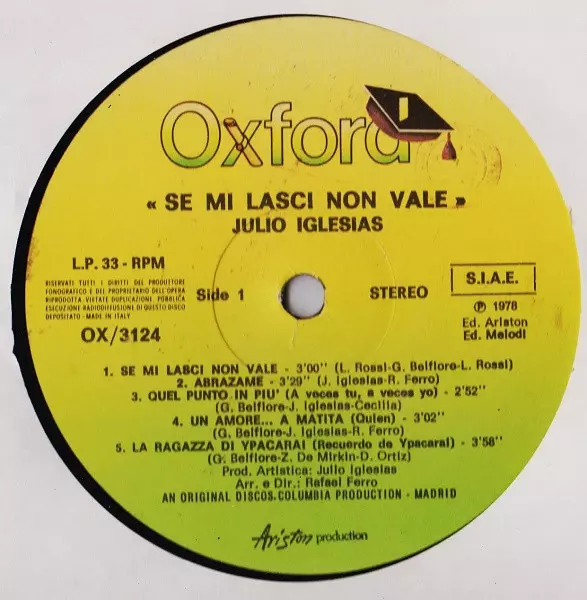 Oxford
« SE MI LASCI NON VALE »
JULIO IGLESIAS
L.P. 33 - RPM
RISERVATI TUTTI I DIRITTI DEL PRODUTTORE
FONOGRAFICO E DEL PROPRIETARIO DELL'OPERA
RIPRODOTTA - VIETATE DUPLICAZIONE PUBBLICA
ESECUZIONE RADIODIFFUSIONE DI QUESTO DISCO
DEPOSITATO - MADE IN ITALY
OX/3124
Side 1
STEREO
S.I.A.E.
Ⓟ 1978
Ed. Ariston
Ed. Melodi
1. SE MI LASCI NON VALE - 3'00'' (L. Rossi-G. Belfiore-L. Rossi)
2. ABRAZAME - 3'29'' (J. Iglesias-R. Ferro)
3. QUEL PUNTO IN PIU' (A veces tu, a veces yo) - 2'52''
(G. Belfiore-J. Iglesias-Cecilia)
4. UN AMORE... A MATITA (Quien) - 3'02''
(G. Belfiore-J. Iglesias-R. Ferro)
5. LA RAGAZZA DI YPACARAI (Recuerdo de Ypacarai) - 3'58''
(G. Belfiore-Z. De Mirkin-D. Ortiz)
Prod. Artistica: Julio Iglesias
Arr. e Dir.: Rafael Ferro
AN ORIGINAL DISCOS.COLUMBIA PRODUCTION - MADRID
Ariston production